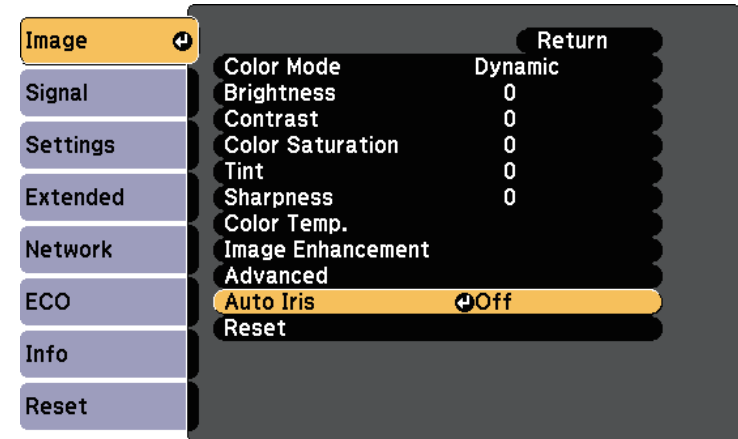 Image
Signal
Settings
Extended
Network
ECO
Info
Reset
Return
Color Mode Dynamic
Brightness 0
Contrast 0
Color Saturation 0
Tint 0
Sharpness 0
Color Temp.
Image Enhancement
Advanced
Auto Iris Off
Reset